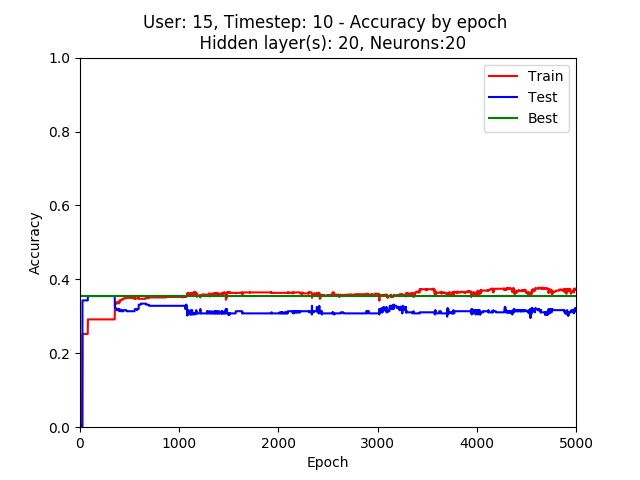 User: 15, Timestep: 10 - Accuracy by epoch
Hidden layer(s): 20, Neurons:20
1.0
0.8
0.6
0.4
0.2
0.0
Accuracy
Train
Test
Best
0 1000 2000 3000 4000 5000
Epoch